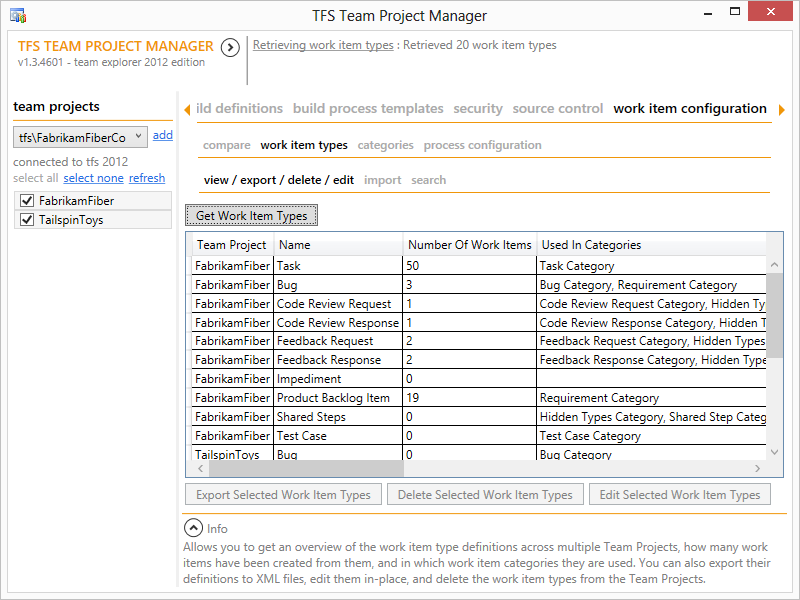 TFS Team Project Manager
TFS TEAM PROJECT MANAGER
v1.3.4601 - team explorer 2012 edition
Retrieving work item types : Retrieved 20 work item types
team projects
tfs\FabrikamFiberCo add
connected to tfs 2012
select all select none refresh
FabrikamFiber
TailspinToys
ild definitions build process templates security source control work item configuration
compare work item types categories process configuration
view / export / delete / edit import search
Get Work Item Types
Team Project Name Number Of Work Items Used In Categories
FabrikamFiber Task 50 Task Category
FabrikamFiber Bug 3 Bug Category, Requirement Category
FabrikamFiber Code Review Request 1 Code Review Request Category, Hidden Ty
FabrikamFiber Code Review Response 1 Code Review Response Category, Hidden T
FabrikamFiber Feedback Request 2 Feedback Request Category, Hidden Types
FabrikamFiber Feedback Response 2 Feedback Response Category, Hidden Type
FabrikamFiber Impediment 0
FabrikamFiber Product Backlog Item 19 Requirement Category
FabrikamFiber Shared Steps 0 Hidden Types Category, Shared Step Categ
FabrikamFiber Test Case 0 Test Case Category
TailspinToys Bug 0 Bug Category
Export Selected Work Item Types Delete Selected Work Item Types Edit Selected Work Item Types
Info
Allows you to get an overview of the work item type definitions across multiple Team Projects, how many work
items have been created from them, and in which work item categories they are used. You can also export their
definitions to XML files, edit them in-place, and delete the work item types from the Team Projects.